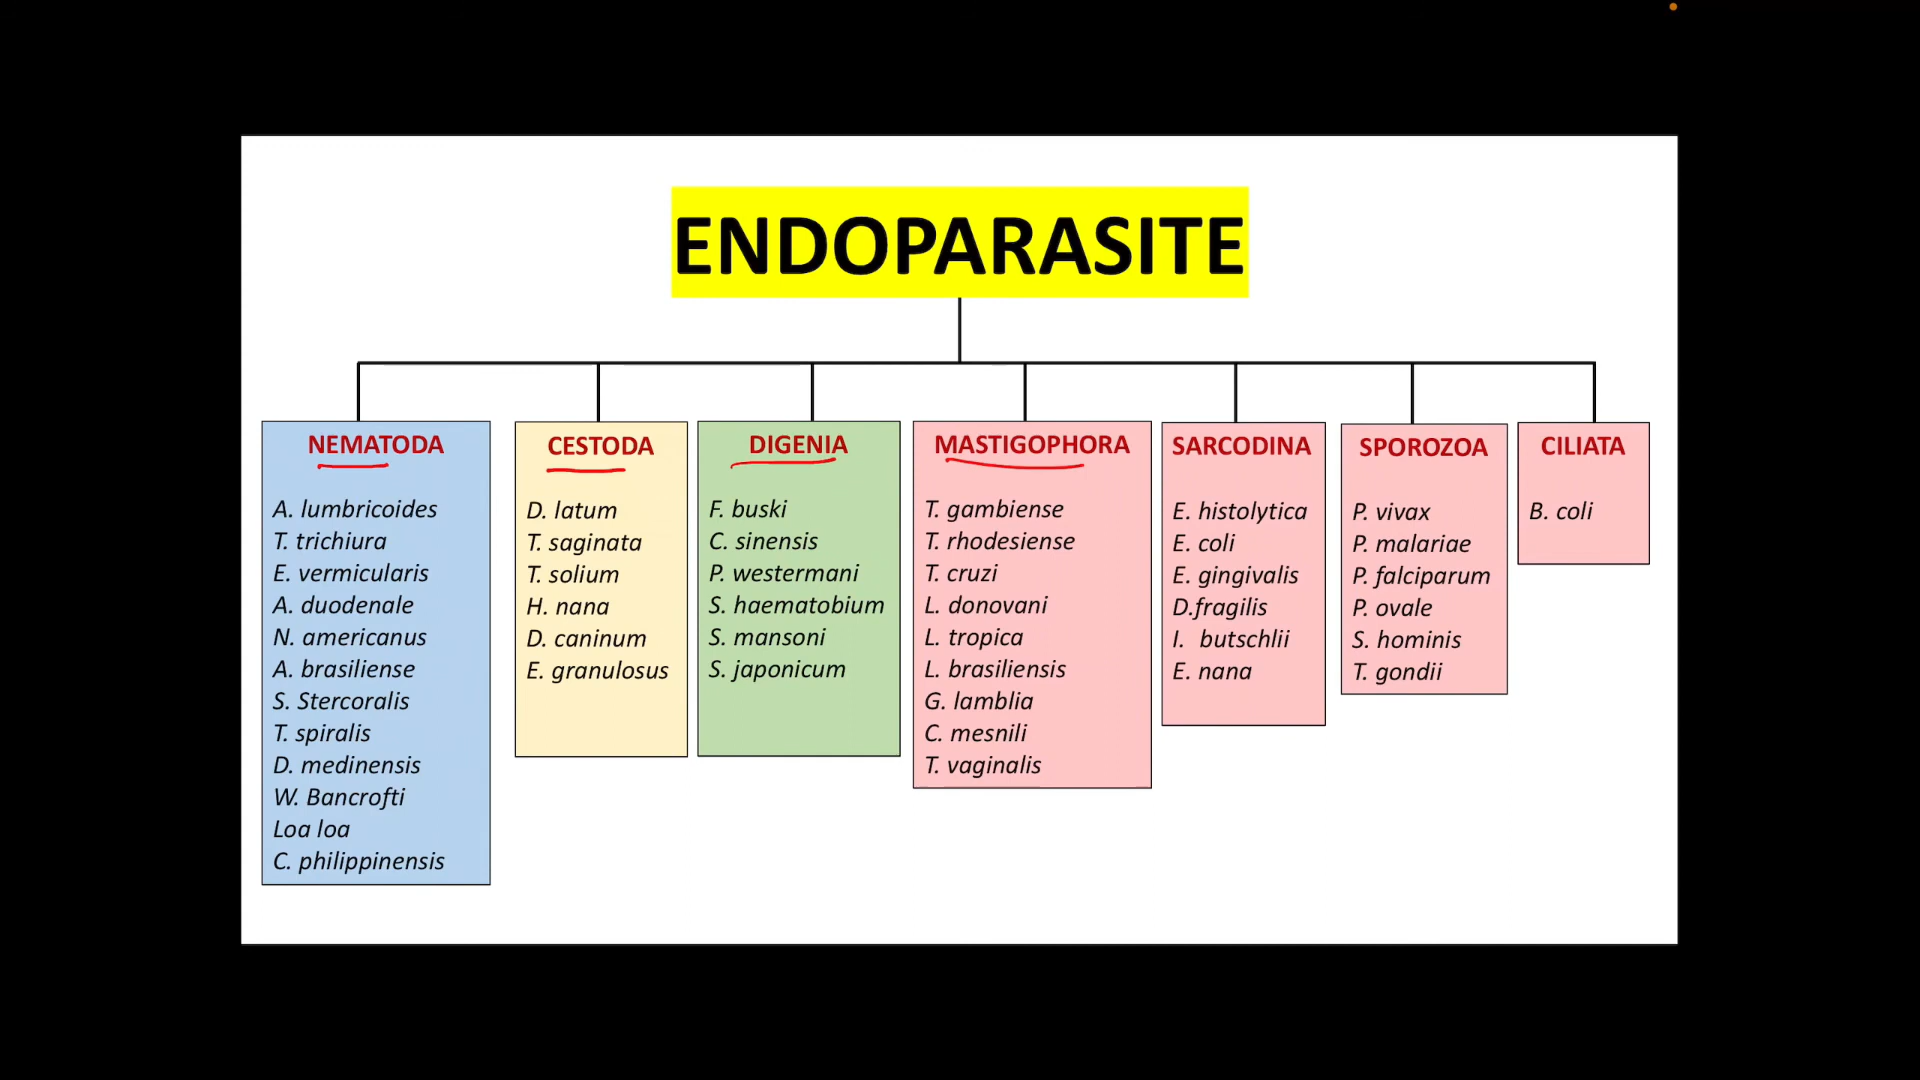 ENDOPARASITE
NEMATODA
A. lumbricoides
T. trichiura
E. vermicularis
A. duodenale
N. americanus
A. brasiliense
S. Stercoralis
T. spiralis
D. medinensis
W. Bancrofti
Loa loa
C. philippinensis
CESTODA
D. latum
T. saginata
T. solium
H. nana
D. caninum
E. granulosus
DIGENIA
F. buski
C. sinensis
P. westermani
S. haematobium
S. mansoni
S. japonicum
MASTIGOPHORA
T. gambiense
T. rhodesiense
T. cruzi
L. donovani
L. tropica
L. brasiliensis
G. lamblia
C. mesnili
T. vaginalis
SARCODINA
E. histolytica
E. coli
E. gingivalis
D.fragilis
I. butschlii
E. nana
SPOROZOA
P. vivax
P. malariae
P. falciparum
P. ovale
S. hominis
T. gondii
CILIATA
B. coli